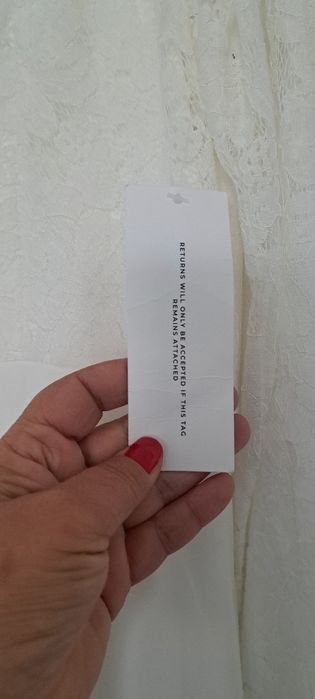 RETURNS WILL ONLY BE ACCEPTED IF THIS TAG
REMAINS ATTACHED